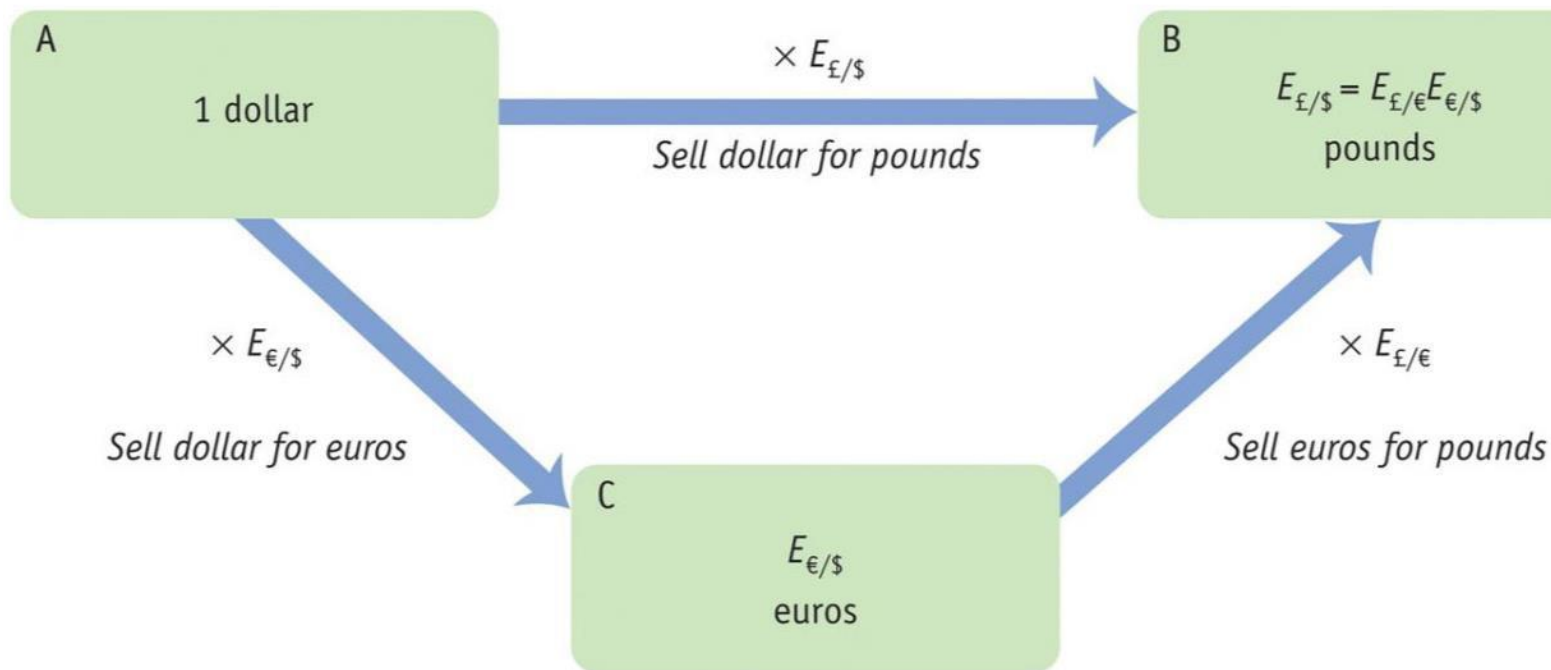 A
1 dollar
× E£/$
Sell dollar for pounds
B
E£/$ = E£/€E€/$
pounds
× E€/$
Sell dollar for euros
× E£/€
Sell euros for pounds
C
E€/$
euros